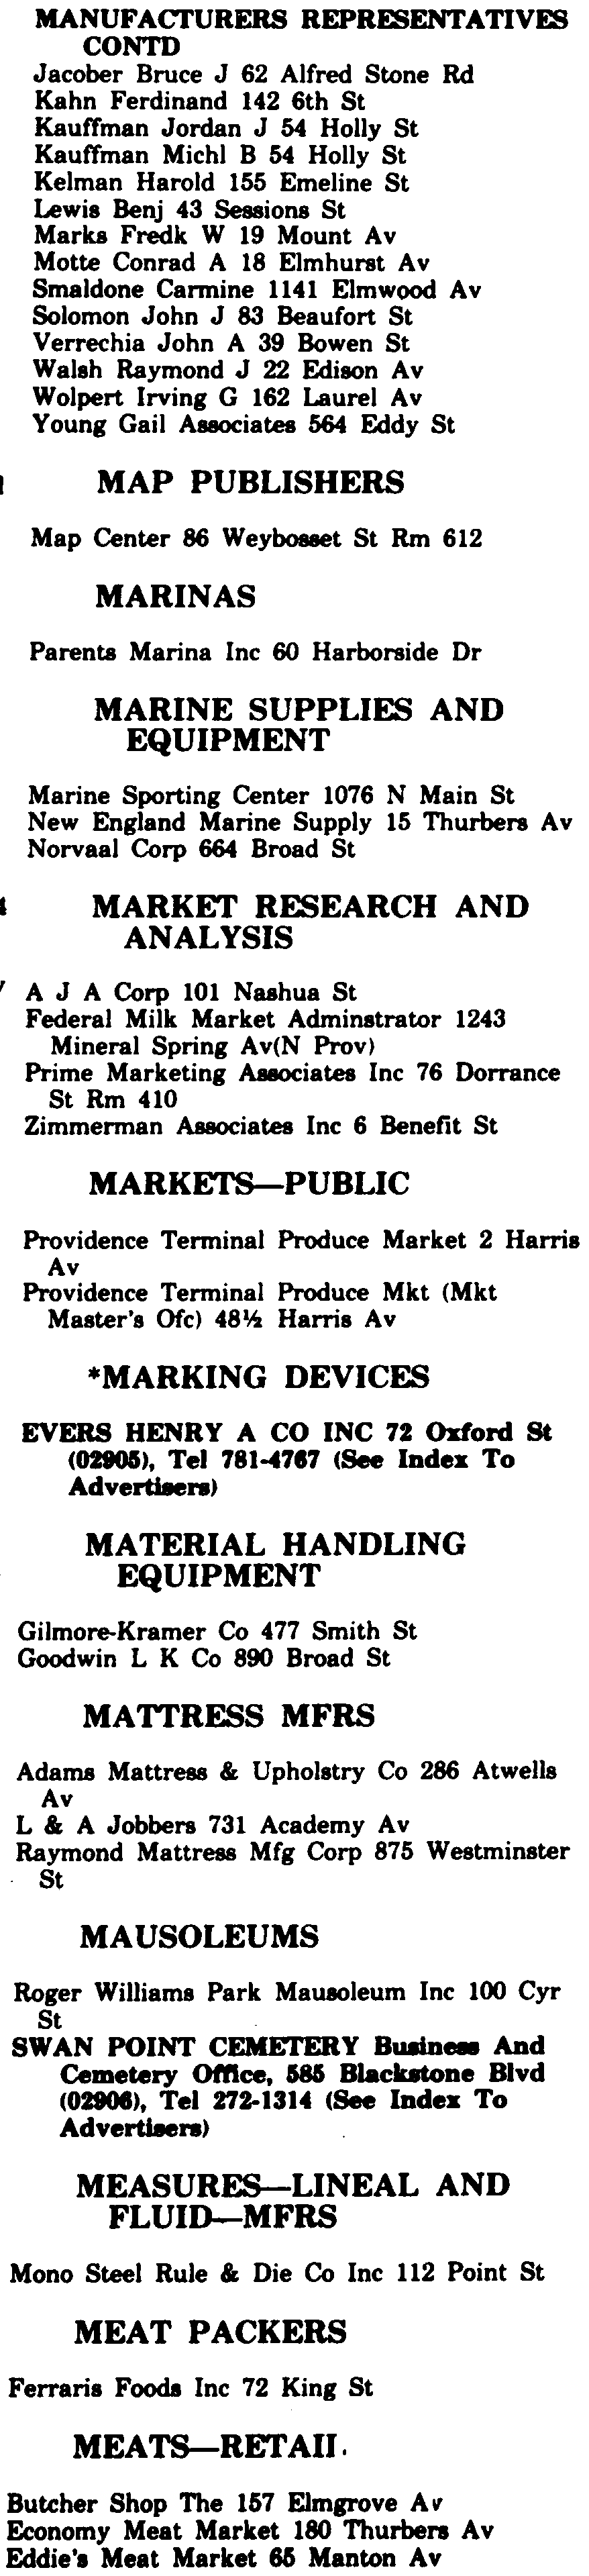 MANUFACTURERS REPRESENTATIVES
CONTD
Jacober Bruce J 62 Alfred Stone Rd
Kahn Ferdinand 142 6th St
Kauffman Jordan J 54 Holly St
Kauffman Michl B 54 Holly St
Kelman Harold 155 Emeline St
Lewis Benj 43 Sessions St
Marks Fredk W 19 Mount Av
Motte Conrad A 18 Elmhurst Av
Smaldone Carmine 1141 Elmwood Av
Solomon John J 83 Beaufort St
Verrechia John A 39 Bowen St
Walsh Raymond J 22 Edison Av
Wolpert Irving G 162 Laurel Av
Young Gail Associates 564 Eddy St
MAP PUBLISHERS
Map Center 86 Weybosset St Rm 612
MARINAS
Parents Marina Inc 60 Harborside Dr
MARINE SUPPLIES AND
EQUIPMENT
Marine Sporting Center 1076 N Main St
New England Marine Supply 15 Thurbers Av
Norvaal Corp 664 Broad St
MARKET RESEARCH AND
ANALYSIS
A J A Corp 101 Nashua St
Federal Milk Market Adminstrator 1243
Mineral Spring Av(N Prov)
Prime Marketing Associates Inc 76 Dorrance
St Rm 410
Zimmerman Associates Inc 6 Benefit St
MARKETS—PUBLIC
Providence Terminal Produce Market 2 Harris
Av
Providence Terminal Produce Mkt (Mkt
Master's Ofc) 48½ Harris Av
*MARKING DEVICES
EVERS HENRY A CO INC 72 Oxford St
(02905), Tel 781-4767 (See Index To
Advertisers)
MATERIAL HANDLING
EQUIPMENT
Gilmore-Kramer Co 477 Smith St
Goodwin L K Co 890 Broad St
MATTRESS MFRS
Adams Mattress & Upholstry Co 286 Atwells
Av
L & A Jobbers 731 Academy Av
Raymond Mattress Mfg Corp 875 Westminster
St
MAUSOLEUMS
Roger Williams Park Mausoleum Inc 100 Cyr
St
SWAN POINT CEMETERY Business And
Cemetery Office, 585 Blackstone Blvd
(02906), Tel 272-1314 (See Index To
Advertisers)
MEASURES—LINEAL AND
FLUID—MFRS
Mono Steel Rule & Die Co Inc 112 Point St
MEAT PACKERS
Ferraris Foods Inc 72 King St
MEATS—RETAIL
Butcher Shop The 157 Elmgrove Av
Economy Meat Market 180 Thurbers Av
Eddie's Meat Market 65 Manton Av